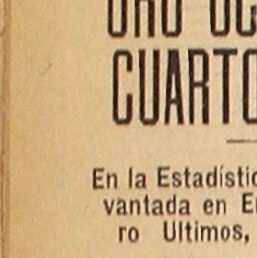 CUARTO
En la Estadístic
vantada en E
ro Ultimos,